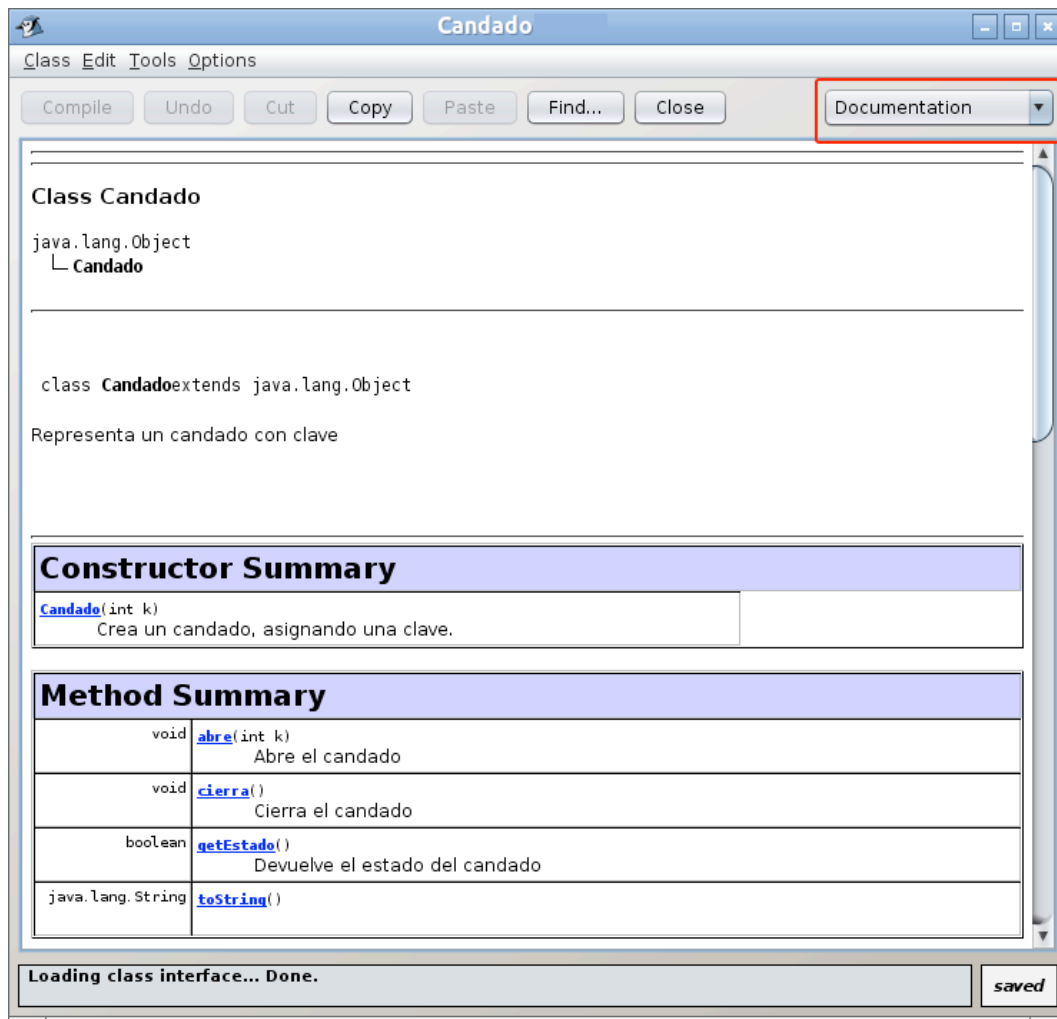 Candado
Class Edit Tools Options
Compile Undo Cut Copy Paste Find... Close Documentation
Class Candado
java.lang.Object
Candado
class Candadoextends java.lang.Object
Representa un candado con clave
Constructor Summary
Candado(int k)
Crea un candado, asignando una clave.
Method Summary
void abre(int k)
Abre el candado
void cierra()
Cierra el candado
boolean getEstado()
Devuelve el estado del candado
java.lang.String toString()
Loading class interface... Done.
saved